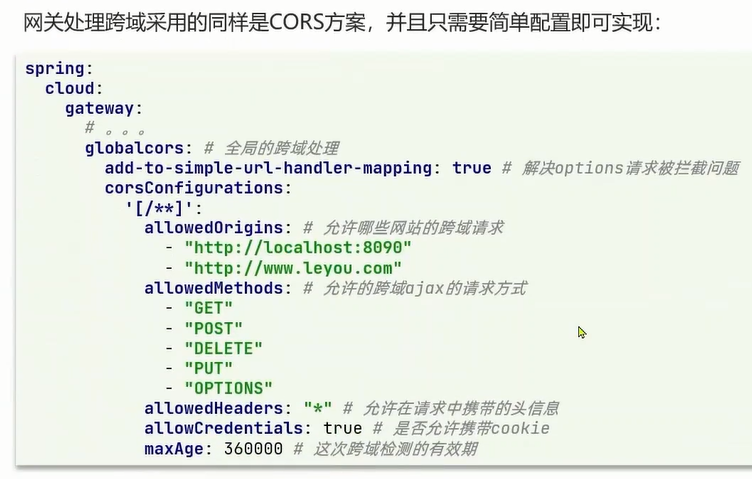 网关处理跨域采用的同样是CORS方案，并且只需要简单配置即可实现：
spring:
  cloud:
    gateway:
      # 。。。
      globalcors: # 全局的跨域处理
        add-to-simple-url-handler-mapping: true # 解决options请求被拦截问题
        corsConfigurations:
          '[/**]':
            allowedOrigins: # 允许哪些网站的跨域请求
              - "http://localhost:8090"
              - "http://www.leyou.com"
            allowedMethods: # 允许的跨域ajax的请求方式
              - "GET"
              - "POST"
              - "DELETE"
              - "PUT"
              - "OPTIONS"
            allowedHeaders: "*" # 允许在请求中携带的头信息
            allowCredentials: true # 是否允许携带cookie
            maxAge: 360000 # 这次跨域检测的有效期